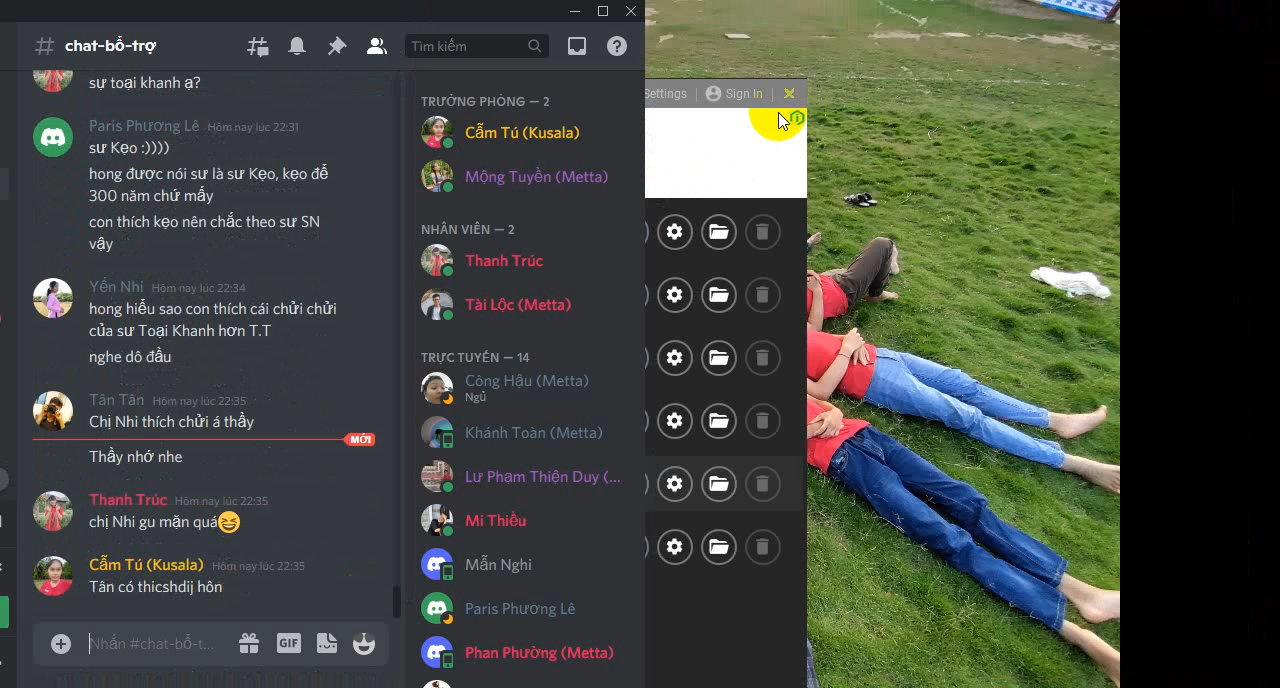 chat-bỗ-trợ
Tìm kiếm
sư toại khanh ạ?
Paris Phương Lê Hôm nay lúc 22:31
sư Kẹo :))))
hong được nói sư là sư Kẹo, kẹo để
300 năm chứ mấy
con thích kẹo nên chắc theo sư SN
vậy
Yến Nhi Hôm nay lúc 22:34
hong hiểu sao con thích cái chửi chửi
của sư Toại Khanh hơn T.T
nghe dô đầu
Tân Tân Hôm nay lúc 22:35
Chị Nhi thích chửi á thầy
MỚI
Thầy nhớ nhe
Thanh Trúc Hôm nay lúc 22:35
chị Nhi gu mặn quá😆
Cẩm Tú (Kusala) Hôm nay lúc 22:35
Tân có thicshdij hôn
Nhắn #chat-bổ-t...
GIF
TRƯỞNG PHÒNG — 2
Cẩm Tú (Kusala)
Mộng Tuyền (Metta)
NHÂN VIÊN — 2
Thanh Trúc
Tài Lộc (Metta)
TRỰC TUYẾN — 14
Công Hậu (Metta)
Ngủ
Khánh Toàn (Metta)
Lư Phạm Thiện Duy (...
Mi Thiều
Mẫn Nghi
Paris Phương Lê
Phan Phường (Metta)
Settings
Sign In